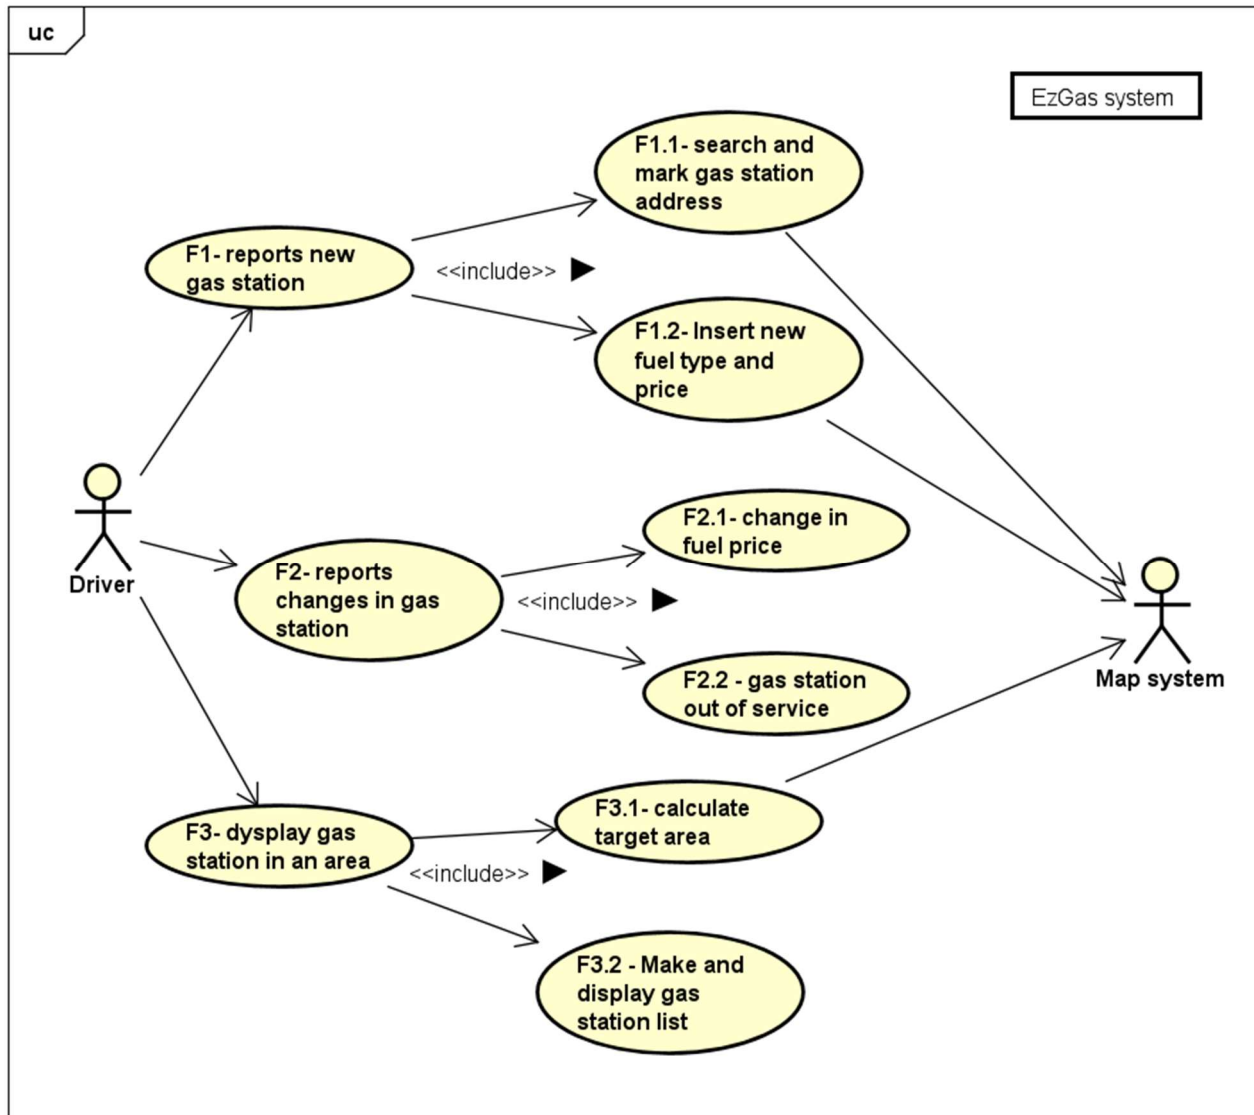 uc
EzGas system
F1.1- search and
mark gas station
address
F1- reports new
gas station
<<include>>
F1.2- Insert new
fuel type and
price
Driver
F2- reports
changes in gas
station
<<include>>
F2.1- change in
fuel price
F2.2 - gas station
out of service
Map system
F3- dysplay gas
station in an area
<<include>>
F3.1- calculate
target area
F3.2 - Make and
display gas
station list